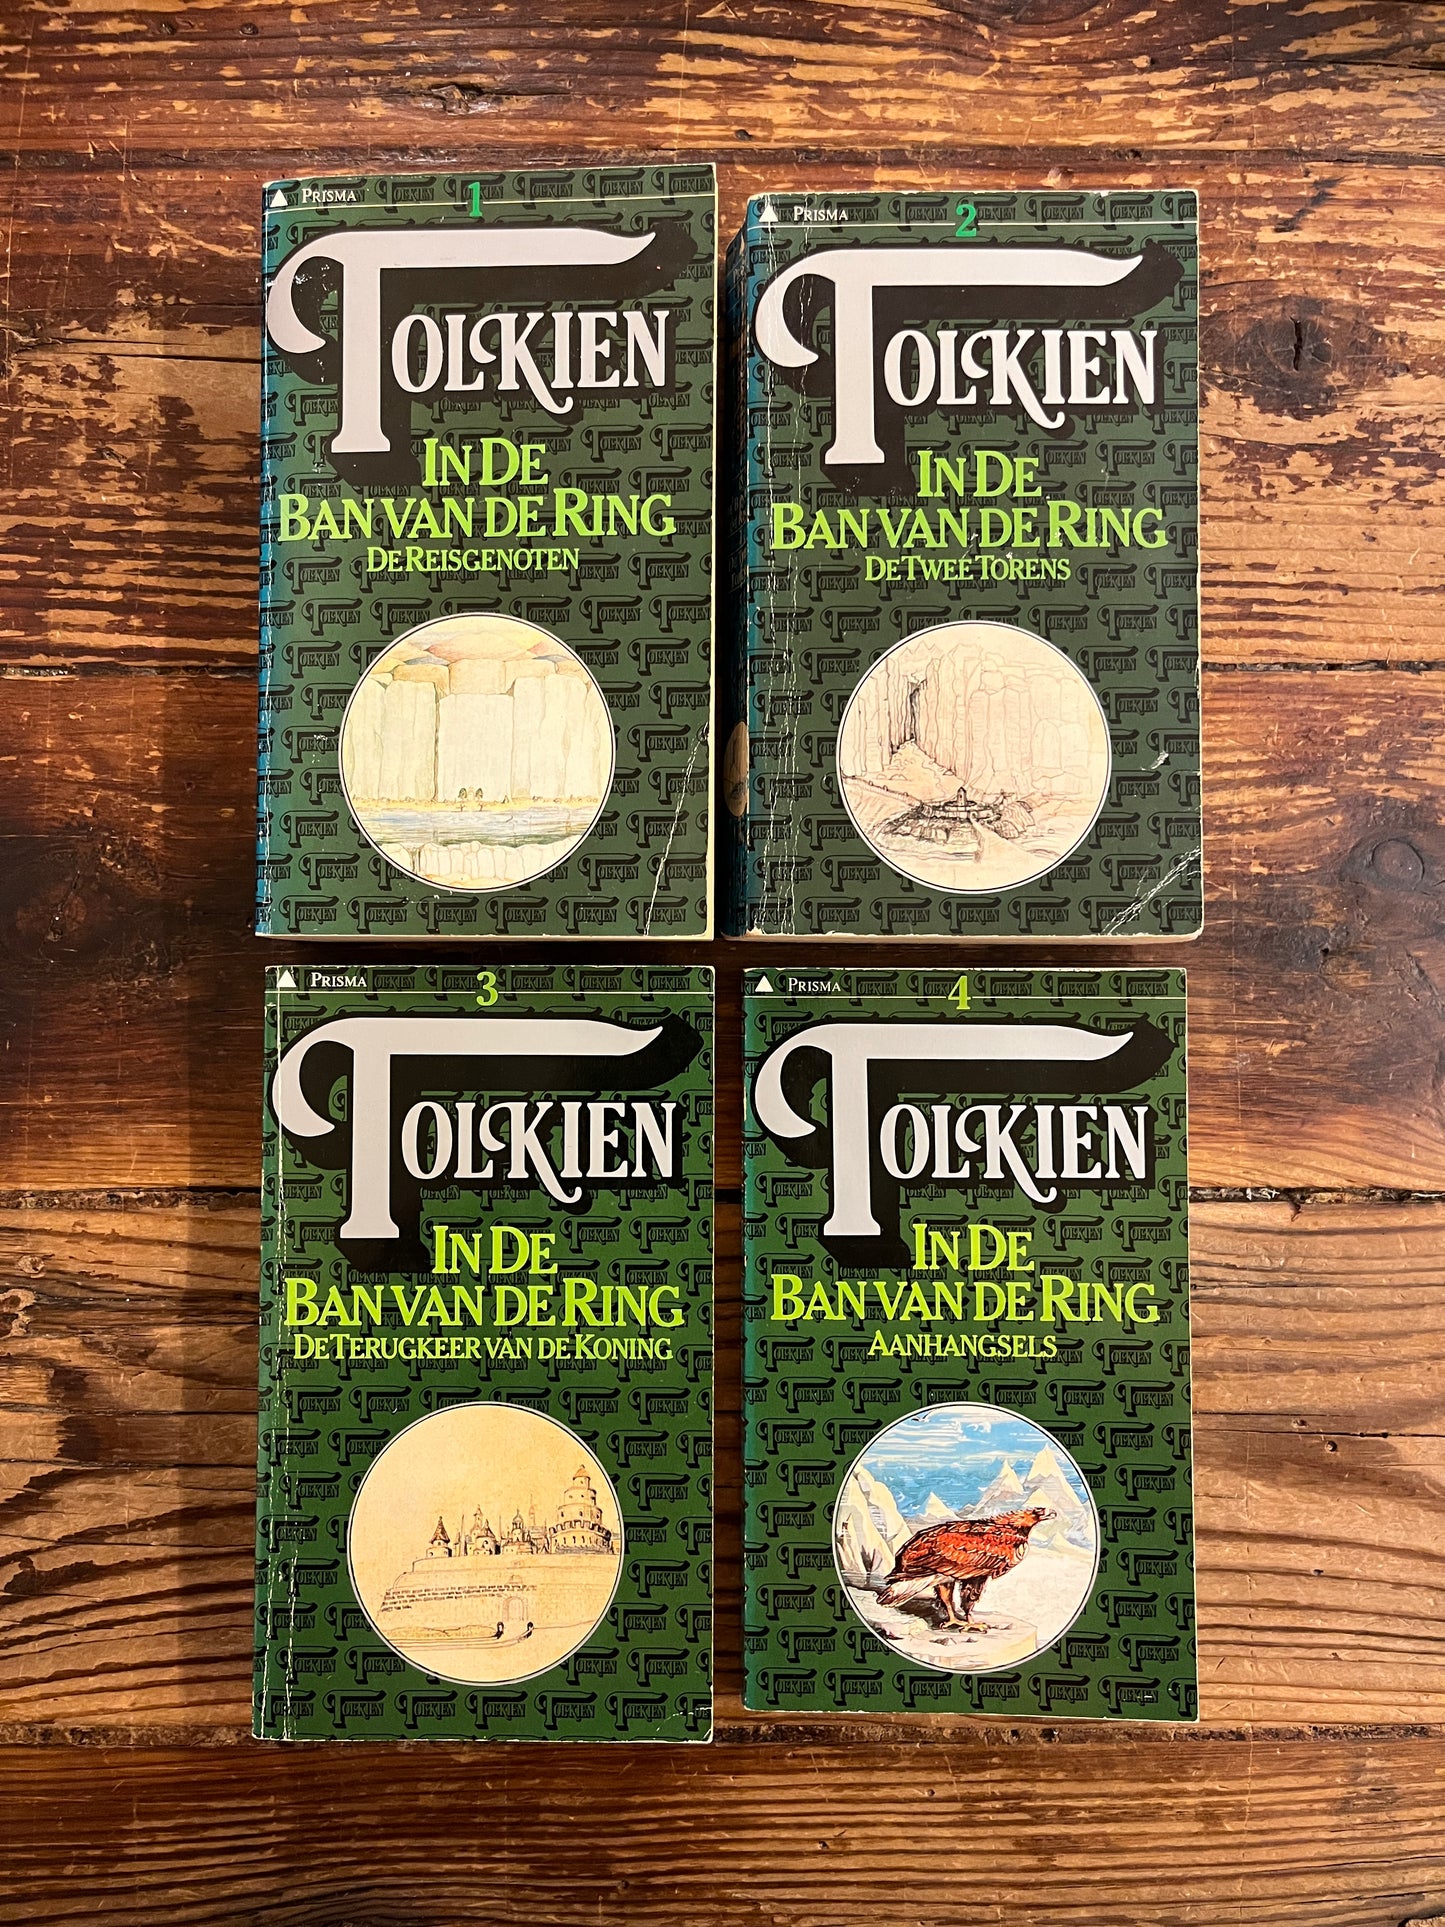 PRISMA 1
TOLKIEN
IN DE
BAN VAN DE RING
DE REISGENOTEN
PRISMA 2
TOLKIEN
IN DE
BAN VAN DE RING
DE TWEE TORENS
PRISMA 3
TOLKIEN
IN DE
BAN VAN DE RING
DE TERUGKEER VAN DE KONING
PRISMA 4
TOLKIEN
IN DE
BAN VAN DE RING
AANHANGSELS